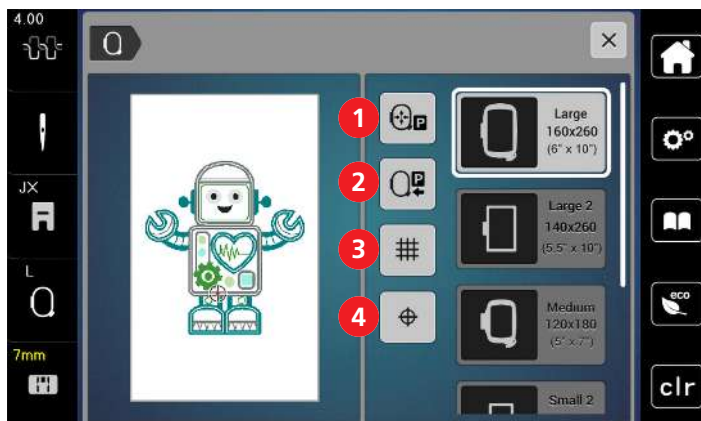 4.00
JX
L
7mm
1
P
2
P
3
4
Large
160x260
(6" x 10")
Large 2
140x260
(5.5" x 10")
Medium
120x180
(5" x 7")
Small 2
eco
clr